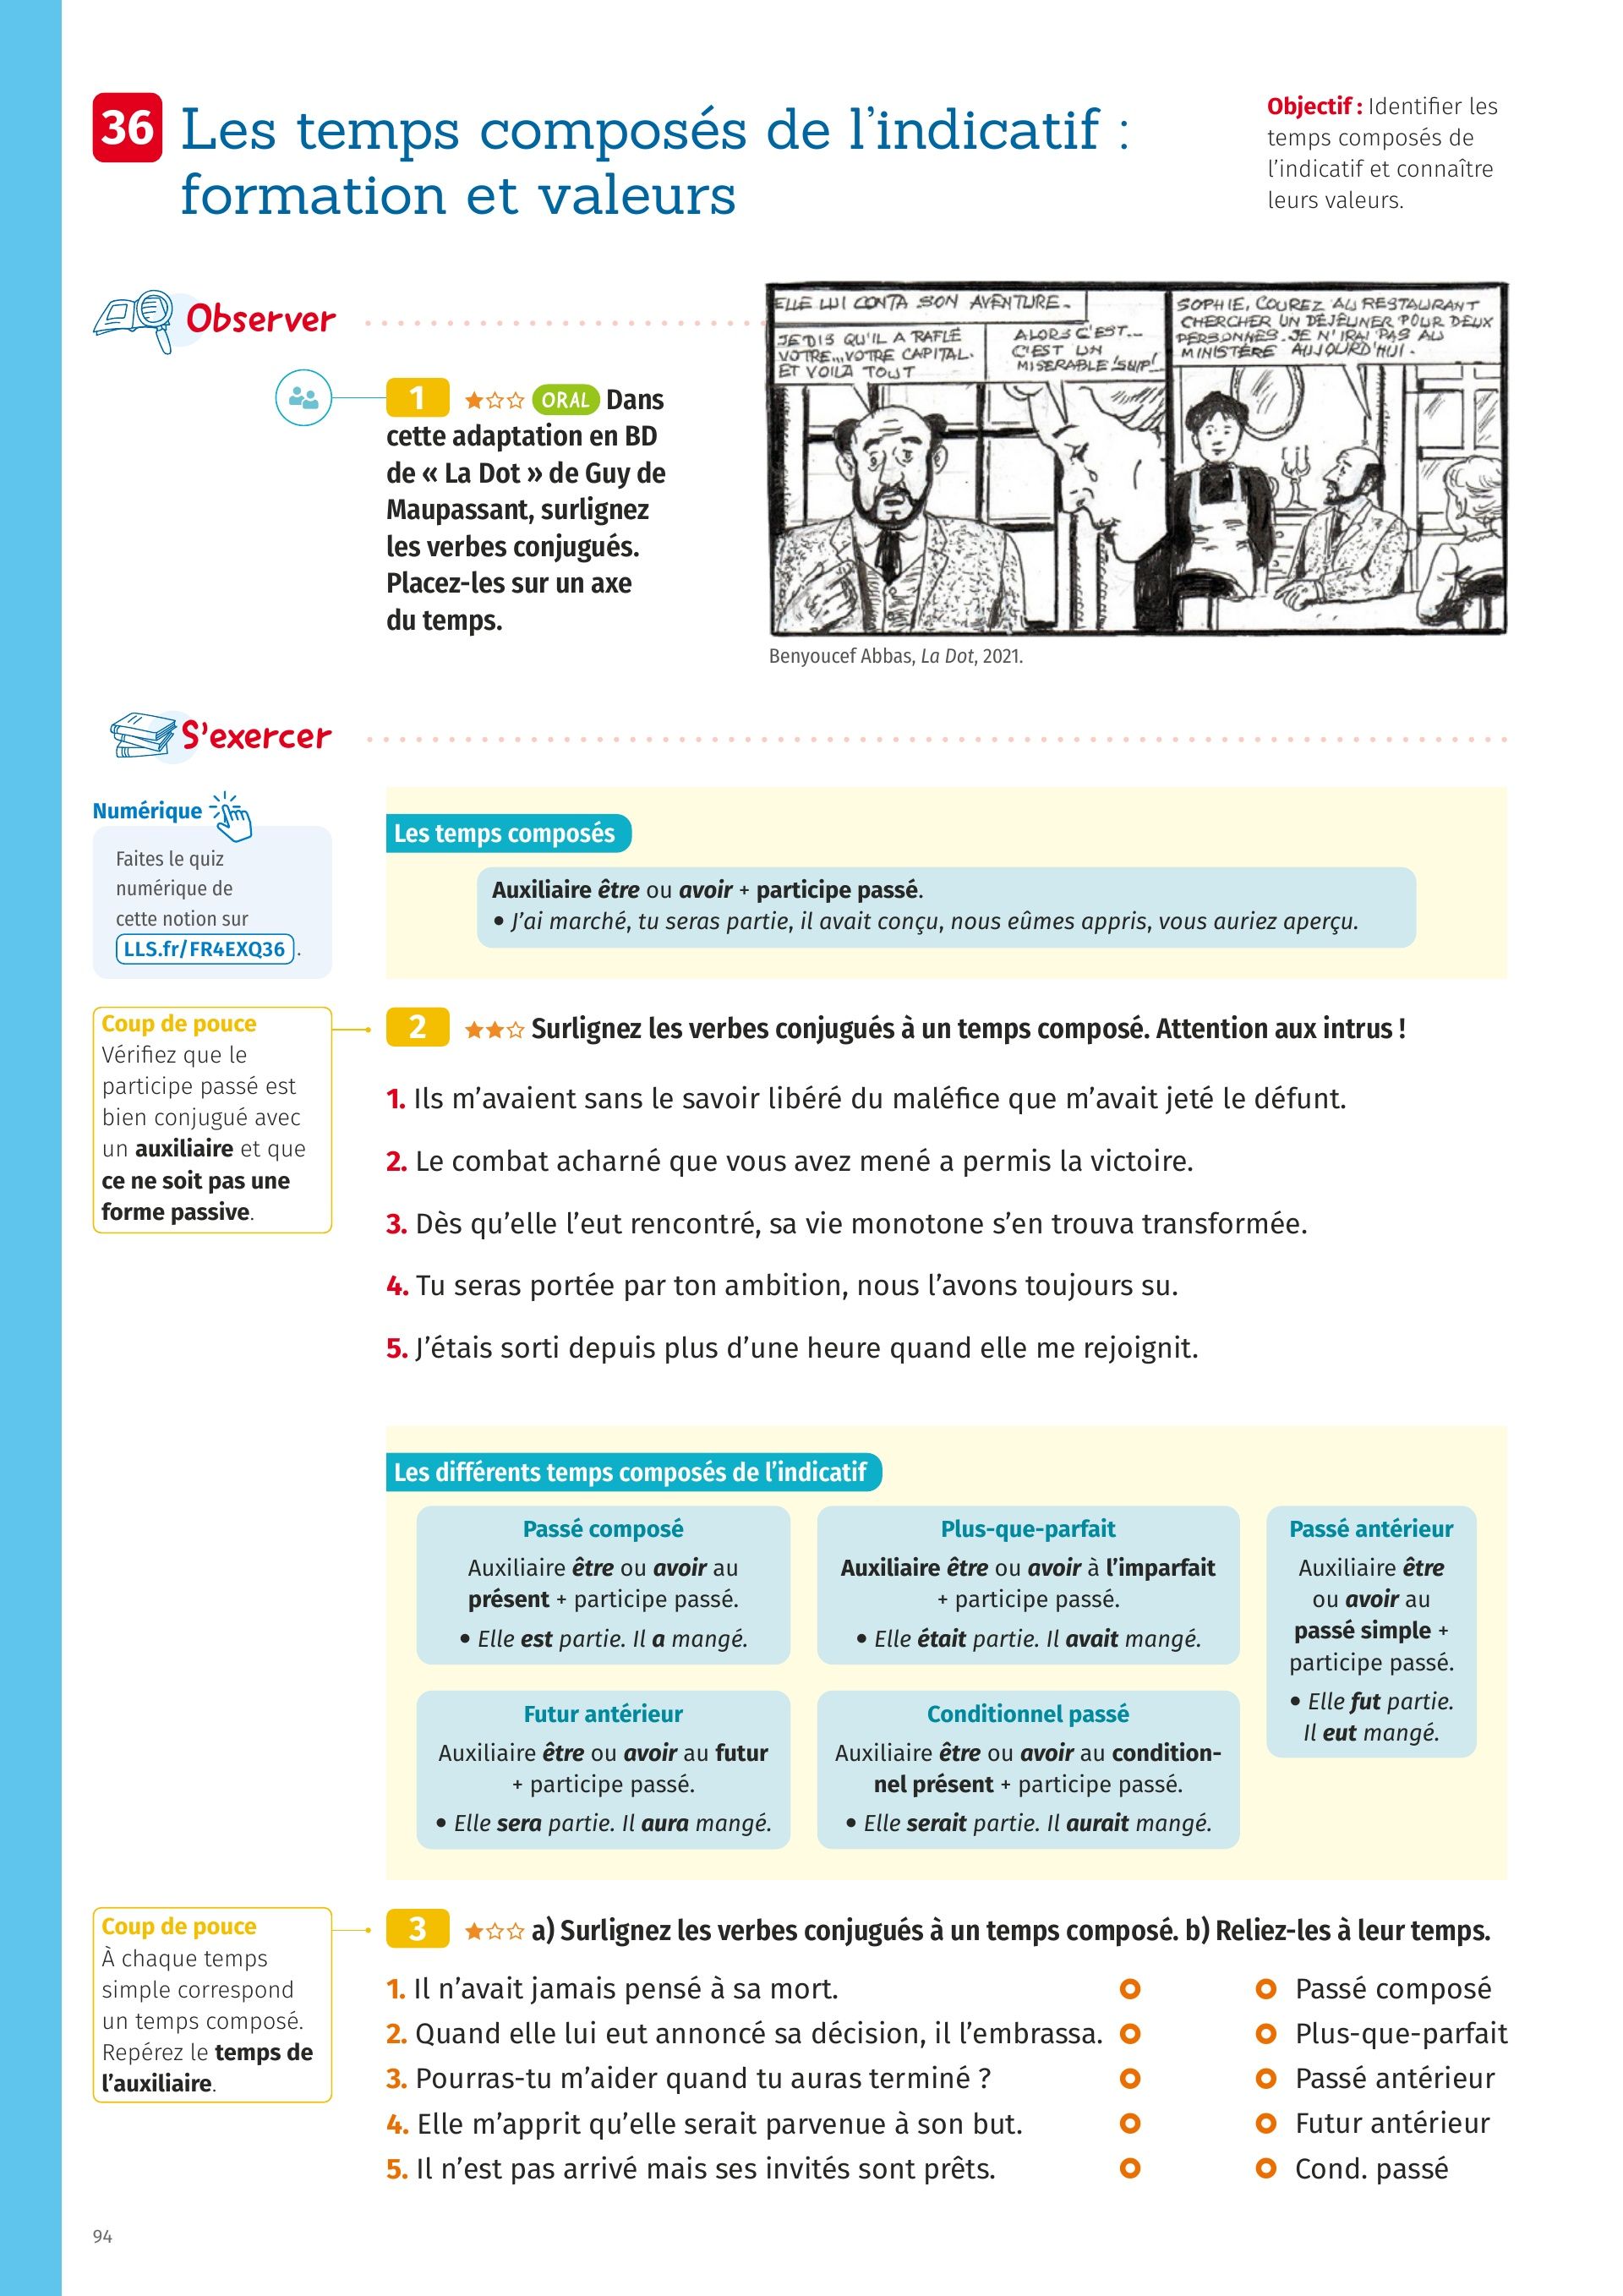 36 Les temps composés de l'indicatif :
formation et valeurs
Objectif : Identifier les
temps composés de
l'indicatif et connaître
leurs valeurs.
Observer
1 ORAL Dans
cette adaptation en BD
de « La Dot » de Guy de
Maupassant, surlignez
les verbes conjugués.
Placez-les sur un axe
du temps.
ELLE LUI CONTA SON AVENTURE.
JE DIS QU'IL A RAFLÉ
VOTRE... VOTRE CAPITAL.
ET VOILÀ TOUT
ALORS C'EST...
C'EST UN
MISERABLE !
SOPHIE, COUREZ AU RESTAURANT
CHERCHER UN DÉJEUNER POUR DEUX
PERSONNES. JE N'IRAI PAS AU
MINISTÈRE AUJOURD'HUI.
Benyoucef Abbas, La Dot, 2021.
S'exercer
Numérique
Faites le quiz
numérique de
cette notion sur
LLS.fr/FR4EXQ36 .
Les temps composés
Auxiliaire être ou avoir + participe passé.
• J'ai marché, tu seras partie, il avait conçu, nous eûmes appris, vous auriez aperçu.
Coup de pouce
Vérifiez que le
participe passé est
bien conjugué avec
un auxiliaire et que
ce ne soit pas une
forme passive.
2 Surlignez les verbes conjugués à un temps composé. Attention aux intrus !
1. Ils m'avaient sans le savoir libéré du maléfice que m'avait jeté le défunt.
2. Le combat acharné que vous avez mené a permis la victoire.
3. Dès qu'elle l'eut rencontré, sa vie monotone s'en trouva transformée.
4. Tu seras portée par ton ambition, nous l'avons toujours su.
5. J'étais sorti depuis plus d'une heure quand elle me rejoignit.
Les différents temps composés de l'indicatif
Passé composé
Auxiliaire être ou avoir au
présent + participe passé.
• Elle est partie. Il a mangé.
Plus-que-parfait
Auxiliaire être ou avoir à l'imparfait
+ participe passé.
• Elle était partie. Il avait mangé.
Passé antérieur
Auxiliaire être
ou avoir au
passé simple +
participe passé.
• Elle fut partie.
Il eut mangé.
Futur antérieur
Auxiliaire être ou avoir au futur
+ participe passé.
• Elle sera partie. Il aura mangé.
Conditionnel passé
Auxiliaire être ou avoir au condition-
nel présent + participe passé.
• Elle serait partie. Il aurait mangé.
Coup de pouce
À chaque temps
simple correspond
un temps composé.
Repérez le temps de
l'auxiliaire.
3 a) Surlignez les verbes conjugués à un temps composé. b) Reliez-les à leur temps.
1. Il n'avait jamais pensé à sa mort. Passé composé
2. Quand elle lui eut annoncé sa décision, il l'embrassa. Plus-que-parfait
3. Pourras-tu m'aider quand tu auras terminé ? Passé antérieur
4. Elle m'apprit qu'elle serait parvenue à son but. Futur antérieur
5. Il n'est pas arrivé mais ses invités sont prêts. Cond. passé
94